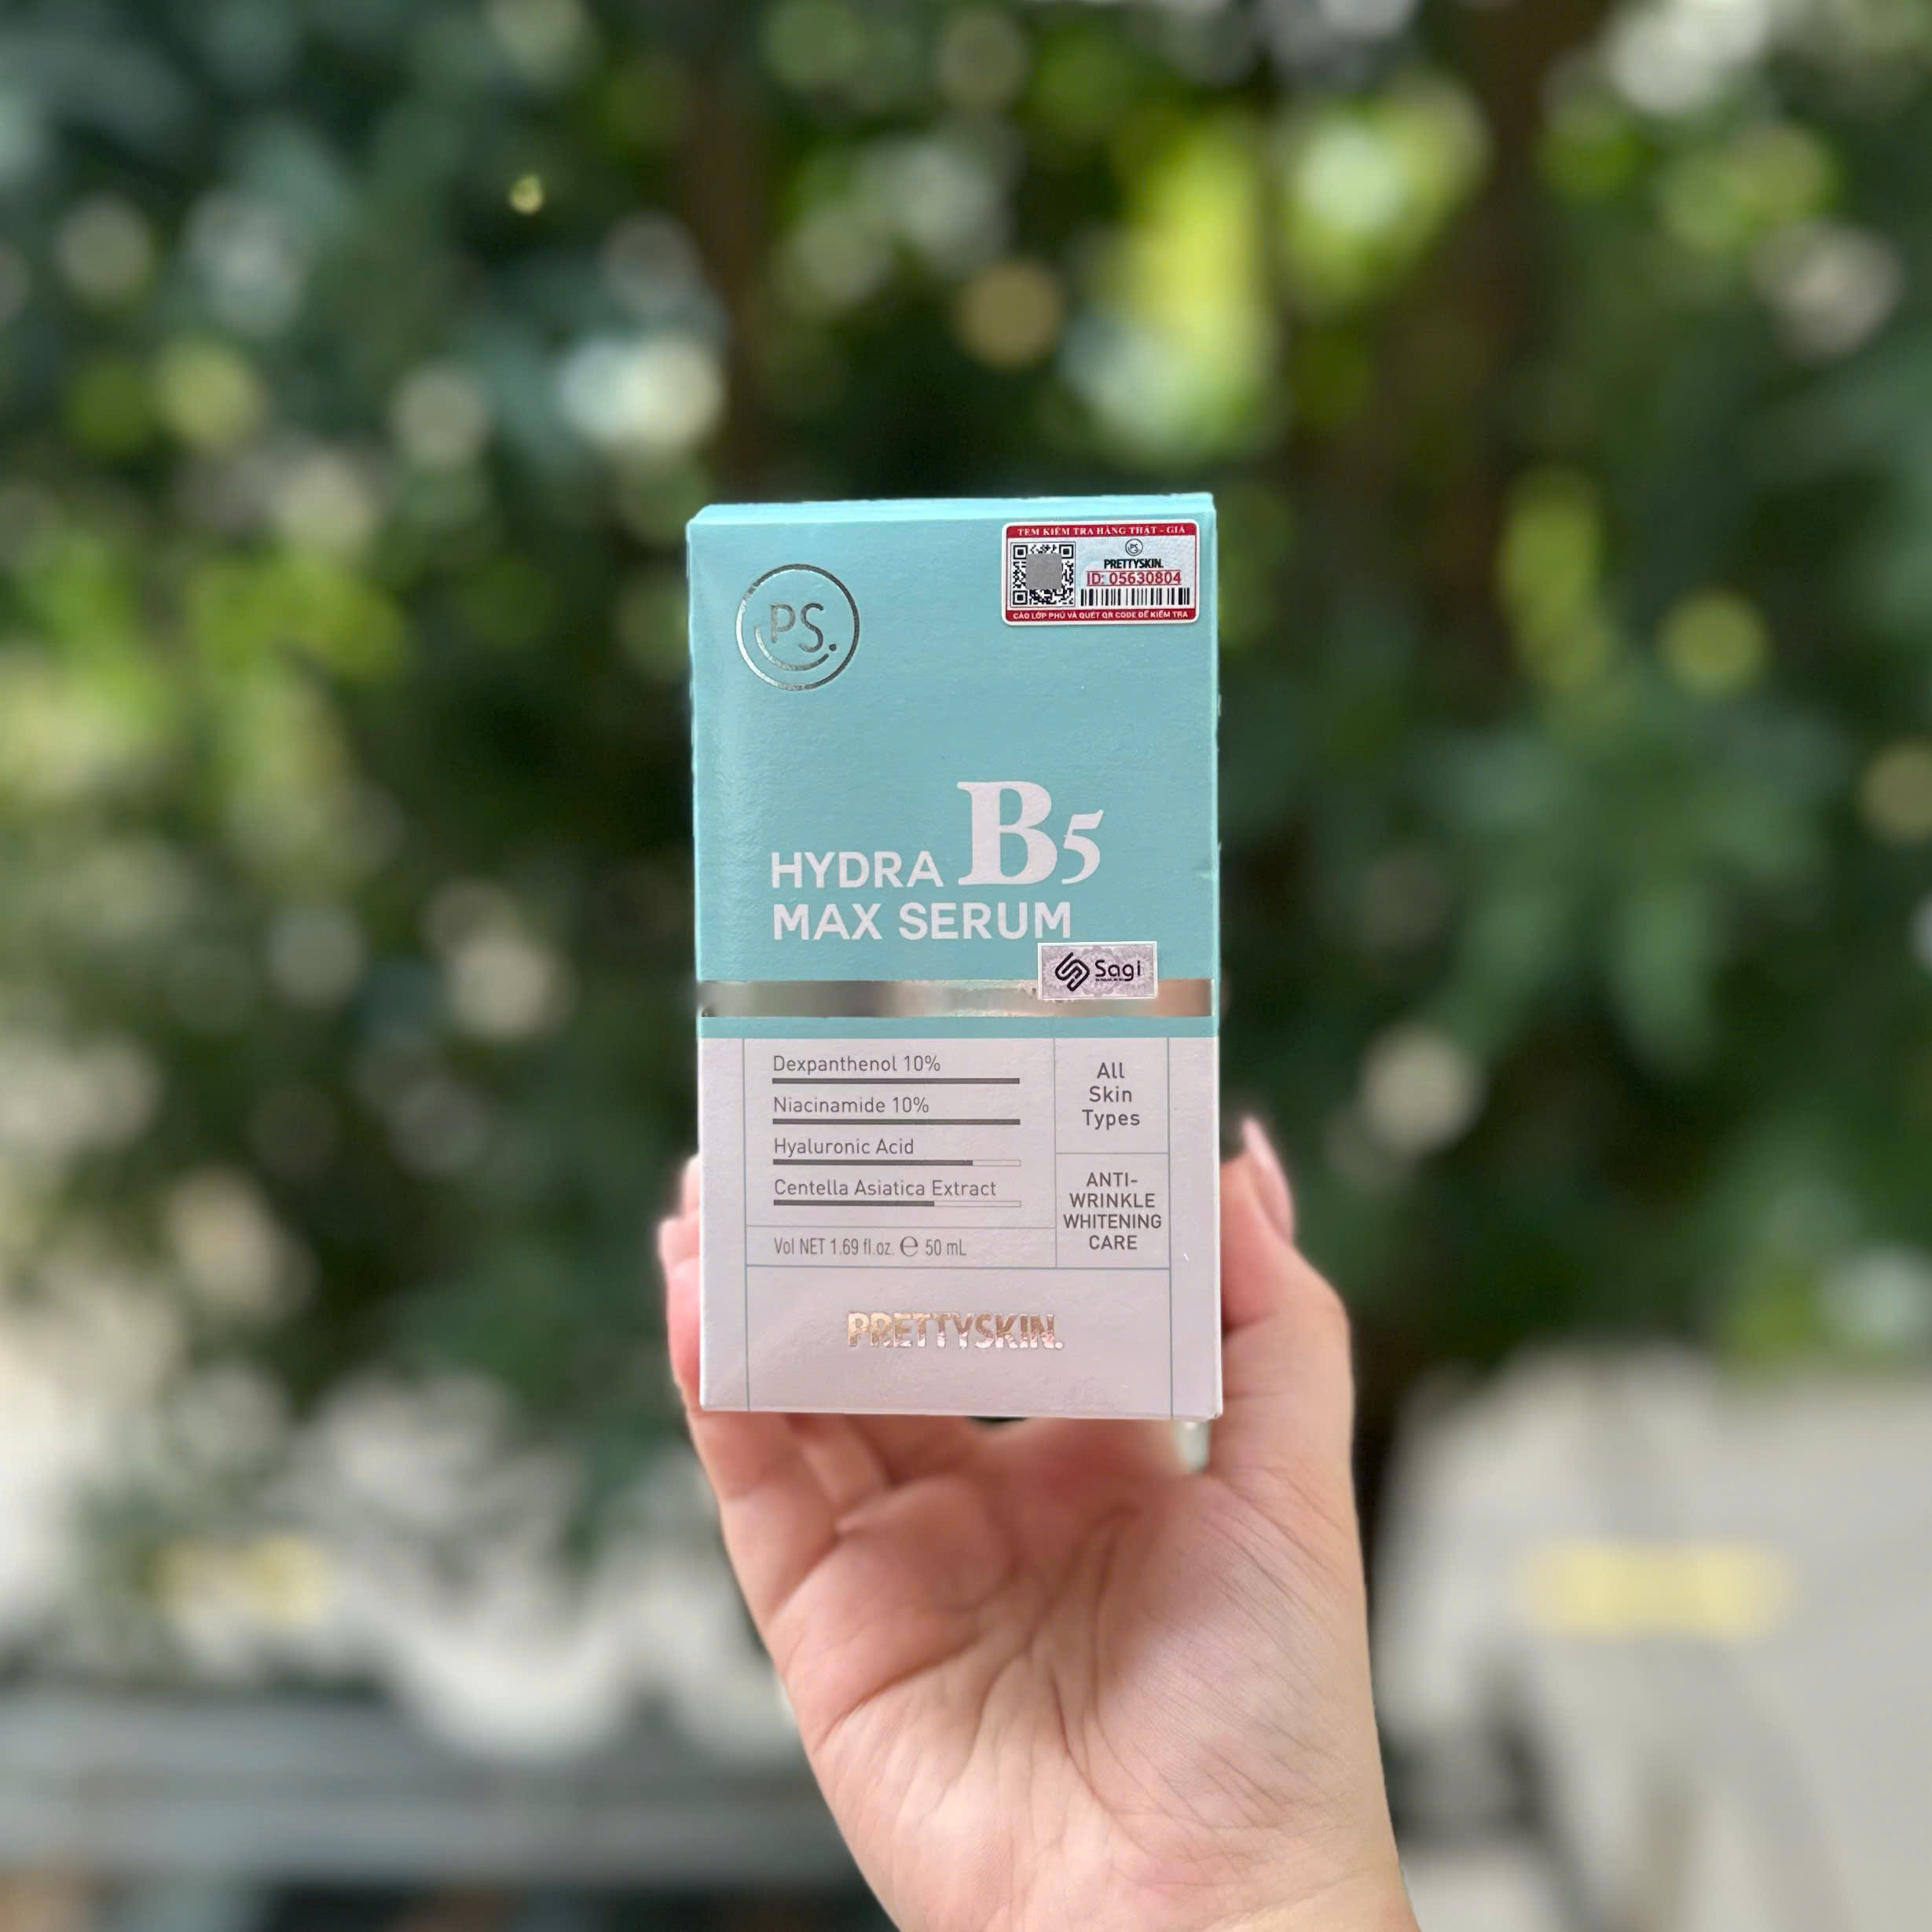 TEM KIỂM TRA HÀNG THẬT - GIẢ
PS.
PRETTYSKIN.
ID: 05630804
CÀO LỚP PHỦ VÀ QUÉT QR CODE ĐỂ KIỂM TRA
PS.
HYDRA B5
MAX SERUM
Sagi
Dexpanthenol 10%
Niacinamide 10%
Hyaluronic Acid
Centella Asiatica Extract
Vol NET 1.69 fl.oz. ℮ 50 mL
All
Skin
Types
ANTI-
WRINKLE
WHITENING
CARE
PRETTYSKIN.